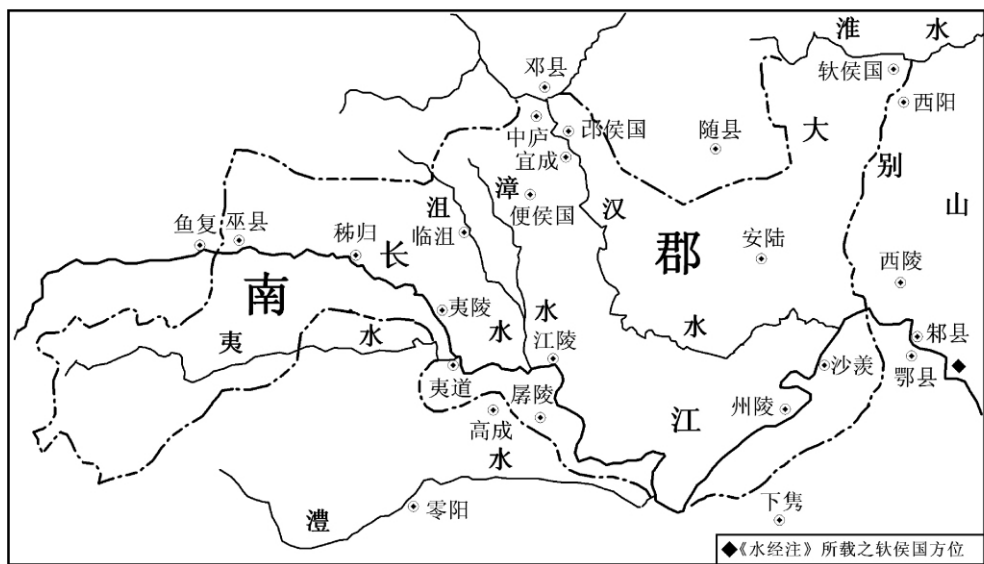 淮水
邓县
轪侯国
西阳
中庐
邔侯国
宜成
随县
大别山
漳水
便侯国
沮水
临沮
汉水
鱼复
巫县
秭归
长江
南郡
安陆
西陵
夷陵
夷水
江陵
邾县
鄂县
沙羡
夷道
孱陵
州陵
高成
澧水
零阳
下隽
◆《水经注》所载之轪侯国方位